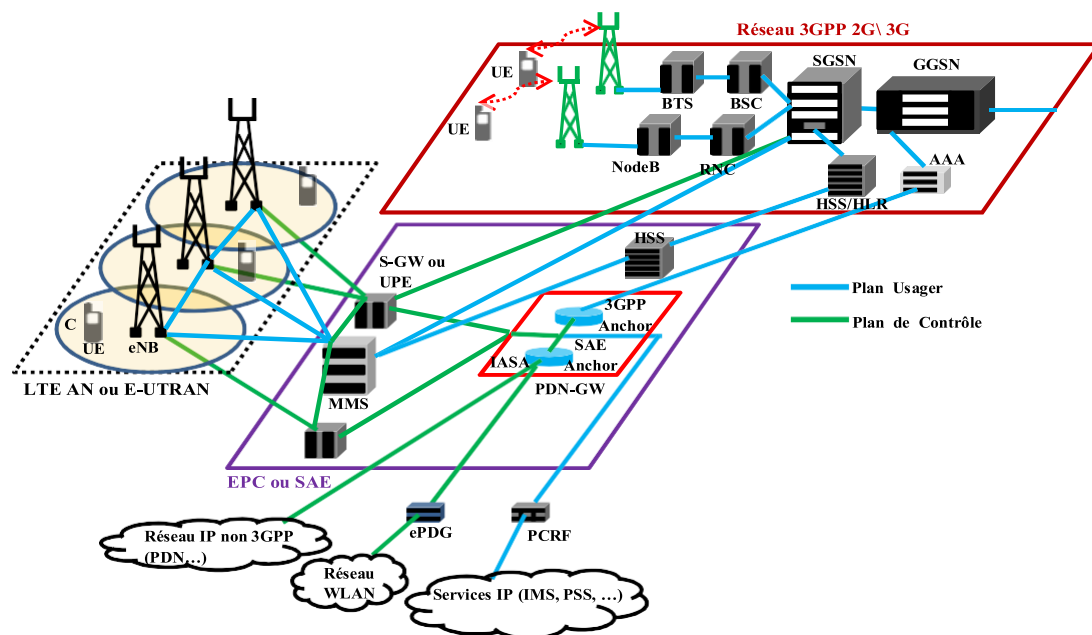 Réseau 3GPP 2G\ 3G
SGSN
GGSN
UE
BTS
BSC
UE
NodeB
RNC
AAA
HSS/HLR
HSS
S-GW ou
UPE
Plan Usager
Plan de Contrôle
3GPP
Anchor
SAE
Anchor
IASA
PDN-GW
C
UE
eNB
MMS
LTE AN ou E-UTRAN
EPC ou SAE
ePDG
PCRF
Réseau IP non 3GPP
(PDN…)
Réseau
WLAN
Services IP (IMS, PSS, …)